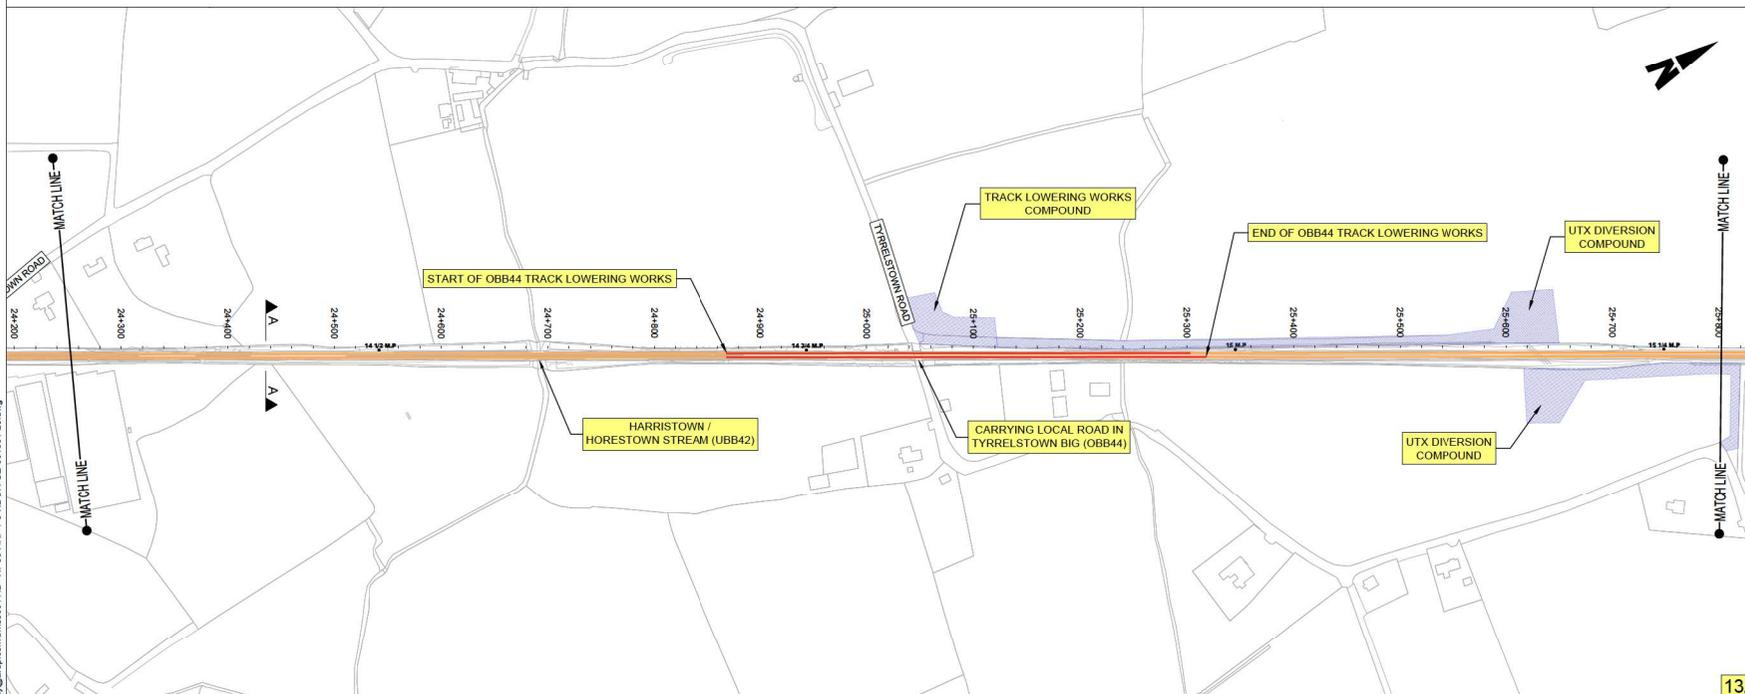 N
TRACK LOWERING WORKS
COMPOUND
END OF OBB44 TRACK LOWERING WORKS
UTX DIVERSION
COMPOUND
START OF OBB44 TRACK LOWERING WORKS
TYRRELSTOWN ROAD
OWN ROAD
MATCH LINE
MATCH LINE
A
24+200
24+300
24+400
24+500
24+600
24+700
24+800
24+900
25+000
25+100
25+200
25+300
25+400
25+500
25+600
25+700
25+800
14 1/2 M.P
14 3/4 M.P
15 M.P
15 1/4 M.P
A
HARRISTOWN /
HORESTOWN STREAM (UBB42)
CARRYING LOCAL ROAD IN
TYRRELSTOWN BIG (OBB44)
UTX DIVERSION
COMPOUND
MATCH LINE
MATCH LINE
13